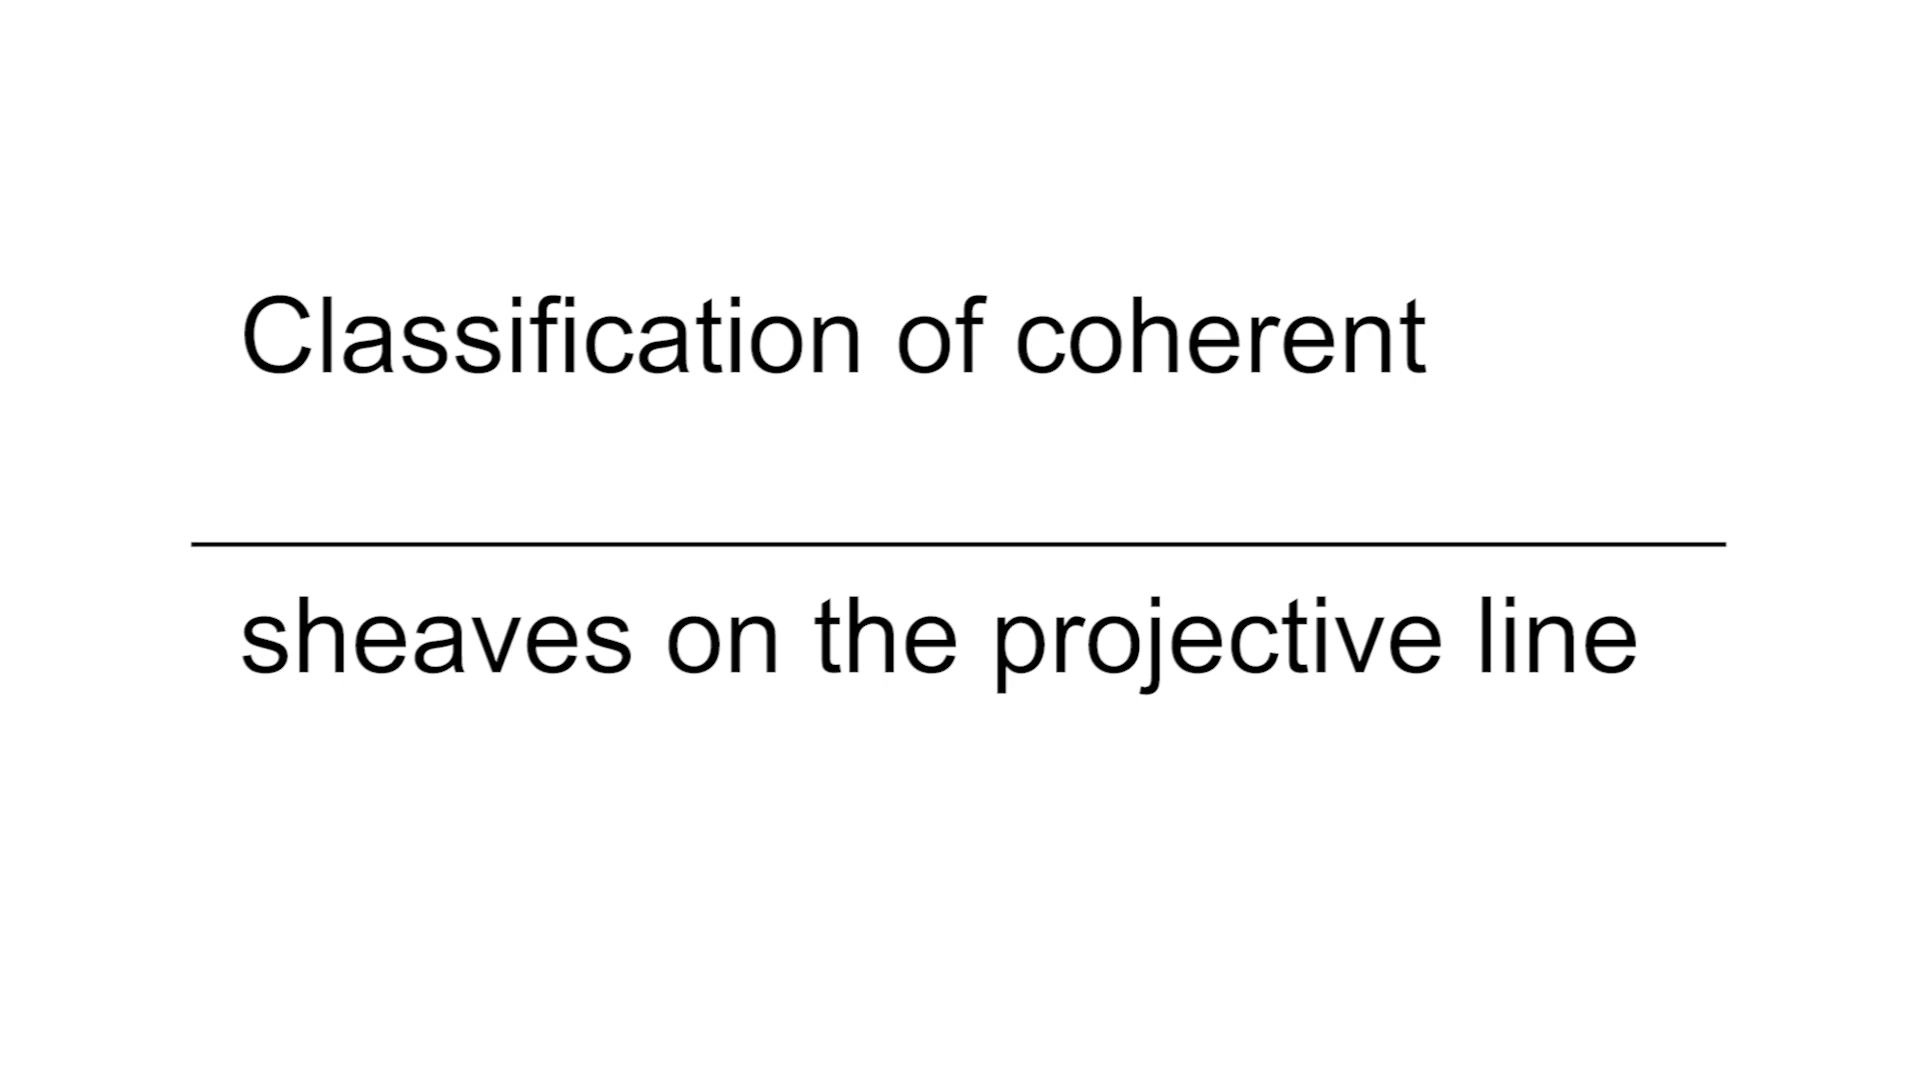 Classification of coherent
sheaves on the projective line